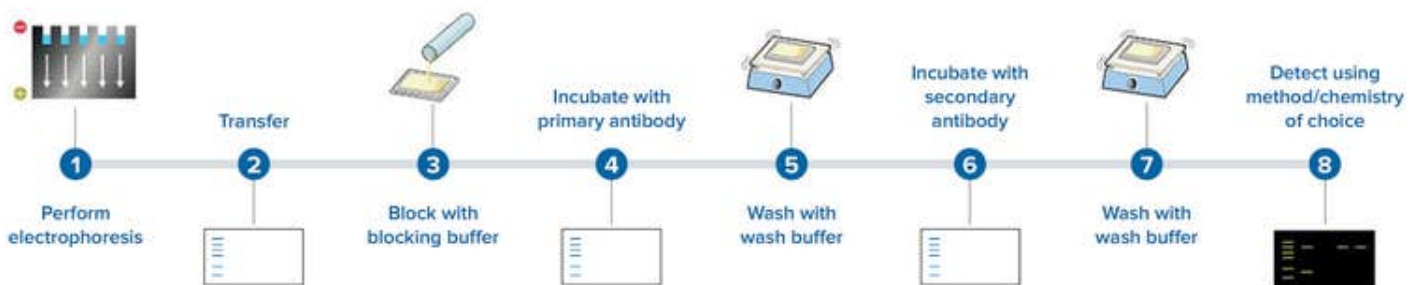 1
Perform
electrophoresis
Transfer
2
3
Block with
blocking buffer
Incubate with
primary antibody
4
5
Wash with
wash buffer
Incubate with
secondary
antibody
6
7
Wash with
wash buffer
Detect using
method/chemistry
of choice
8